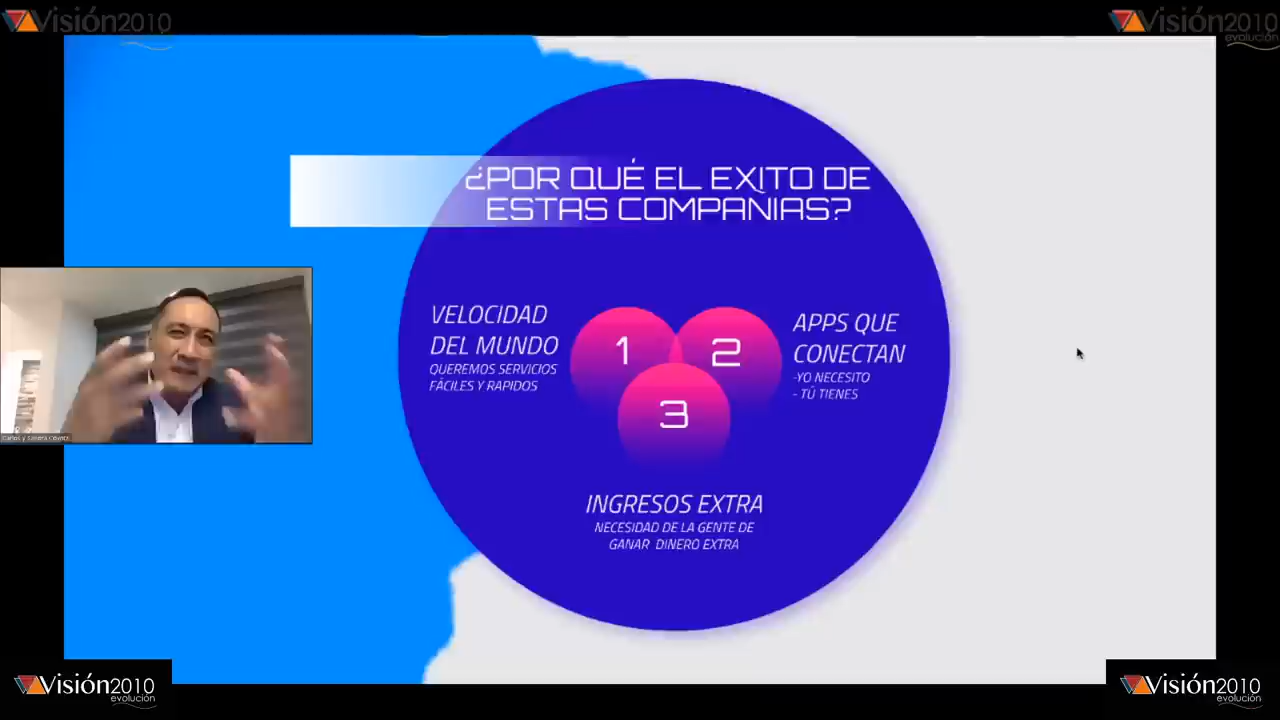 Visión2010
Visión2010
evolución
¿POR QUÉ EL EXITO DE
ESTAS COMPANIAS?
VELOCIDAD
DEL MUNDO
QUEREMOS SERVICIOS
FÁCILES Y RAPIDOS
1
2
3
APPS QUE
CONECTAN
-YO NECESITO
- TÚ TIENES
INGRESOS EXTRA
NECESIDAD DE LA GENTE DE
GANAR DINERO EXTRA
Visión2010
evolución
Visión2010
evolución